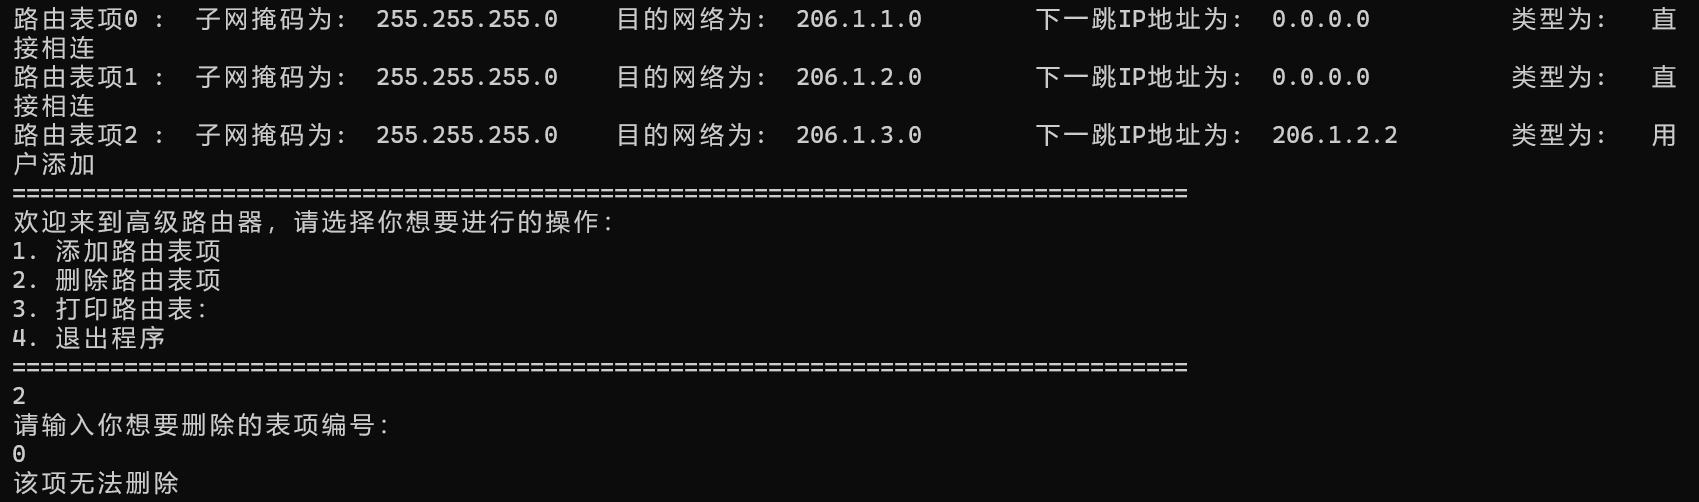 路由表项0 :  子网掩码为:  255.255.255.0    目的网络为:  206.1.1.0        下一跳IP地址为:  0.0.0.0          类型为:   直
接相连
路由表项1 :  子网掩码为:  255.255.255.0    目的网络为:  206.1.2.0        下一跳IP地址为:  0.0.0.0          类型为:   直
接相连
路由表项2 :  子网掩码为:  255.255.255.0    目的网络为:  206.1.3.0        下一跳IP地址为:  206.1.2.2        类型为:   用
户添加
====================================================================================
欢迎来到高级路由器, 请选择你想要进行的操作:
1. 添加路由表项
2. 删除路由表项
3. 打印路由表:
4. 退出程序
====================================================================================
2
请输入你想要删除的表项编号:
0
该项无法删除